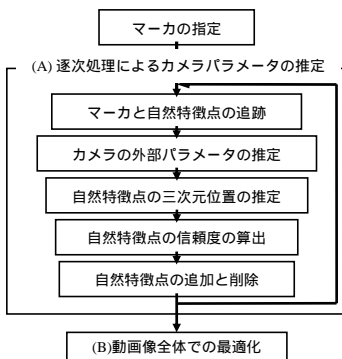 マーカの指定
(A) 逐次処理によるカメラパラメータの推定
マーカと自然特徴点の追跡
カメラの外部パラメータの推定
自然特徴点の三次元位置の推定
自然特徴点の信頼度の算出
自然特徴点の追加と削除
(B)動画像全体での最適化